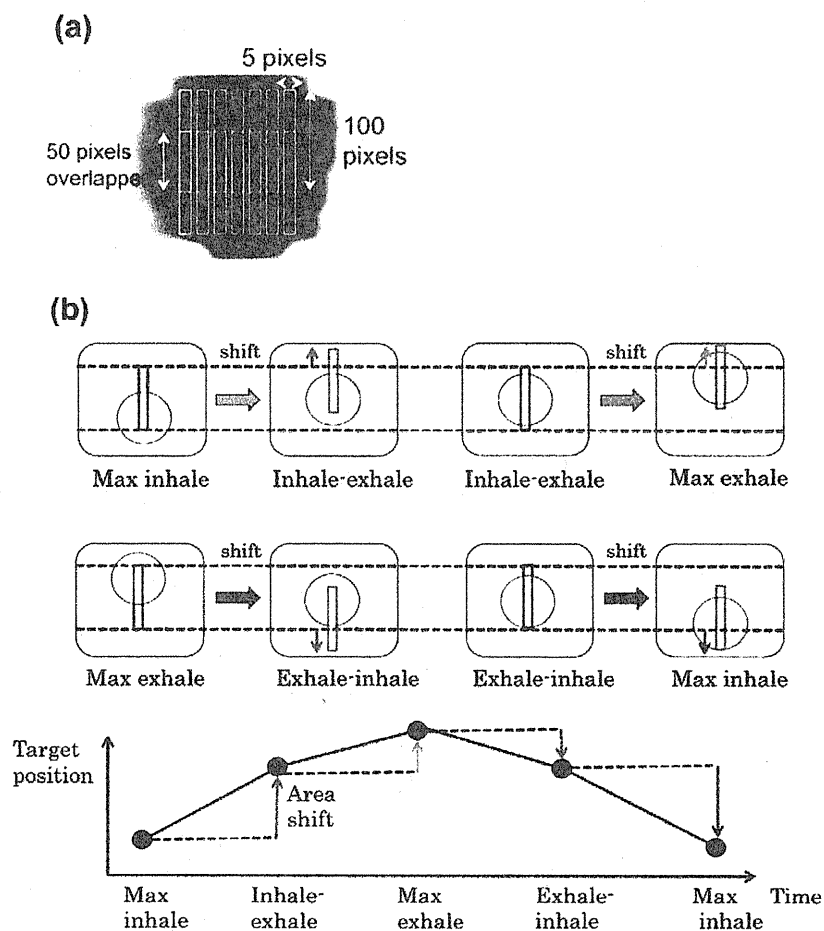 (a)
5 pixels
100
pixels
50 pixels
overlappe
(b)
shift
shift
Max inhale
Inhale-exhale
Inhale-exhale
Max exhale
shift
shift
Max exhale
Exhale-inhale
Exhale-inhale
Max inhale
Target
position
Area
shift
Max
inhale
Inhale-
exhale
Max
exhale
Exhale-
inhale
Max
inhale
Time